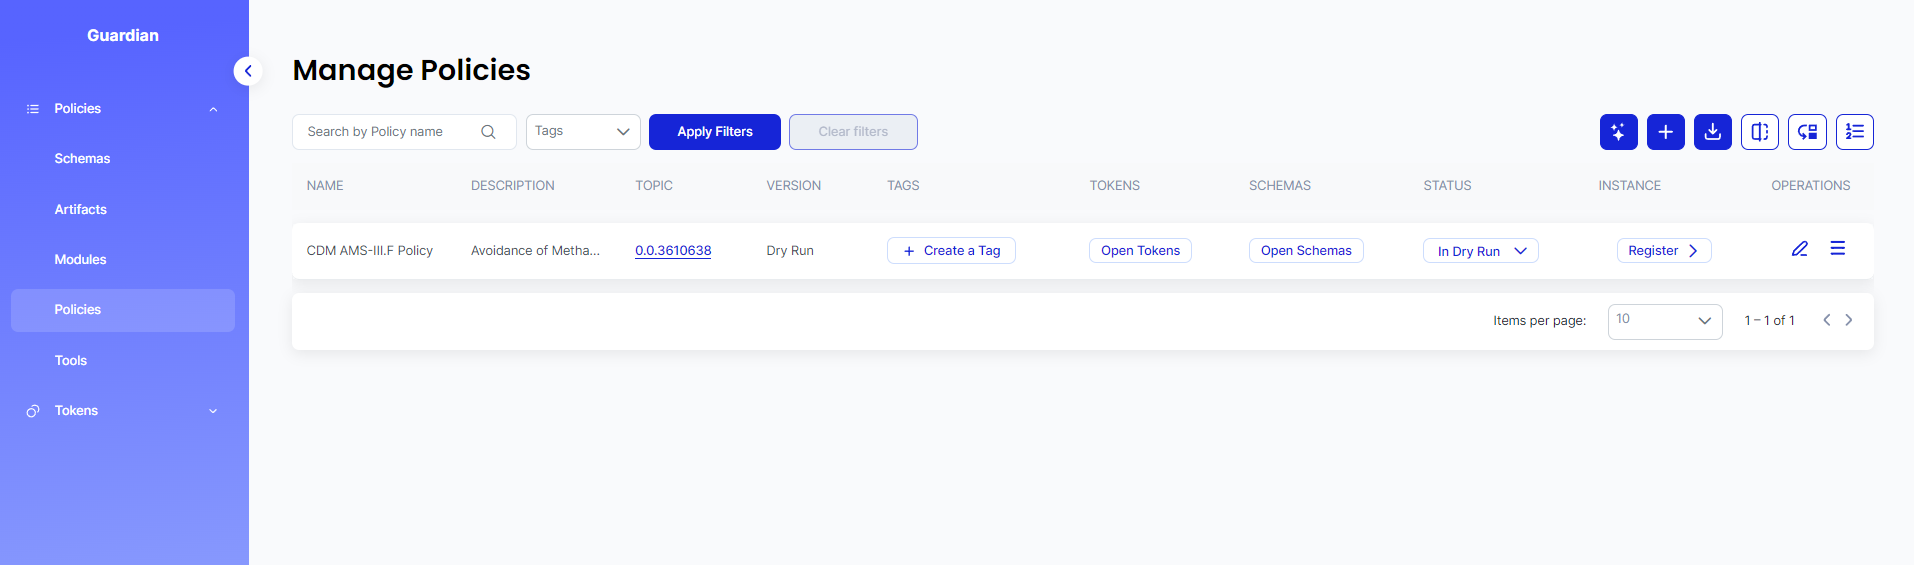 Guardian
Policies
Schemas
Artifacts
Modules
Policies
Tools
Tokens
Manage Policies
Search by Policy name Tags Apply Filters Clear filters
NAME DESCRIPTION TOPIC VERSION TAGS TOKENS SCHEMAS STATUS INSTANCE OPERATIONS
CDM AMS-III.F Policy Avoidance of Metha... 0.0.3610638 Dry Run + Create a Tag Open Tokens Open Schemas In Dry Run Register
Items per page: 10 1 – 1 of 1